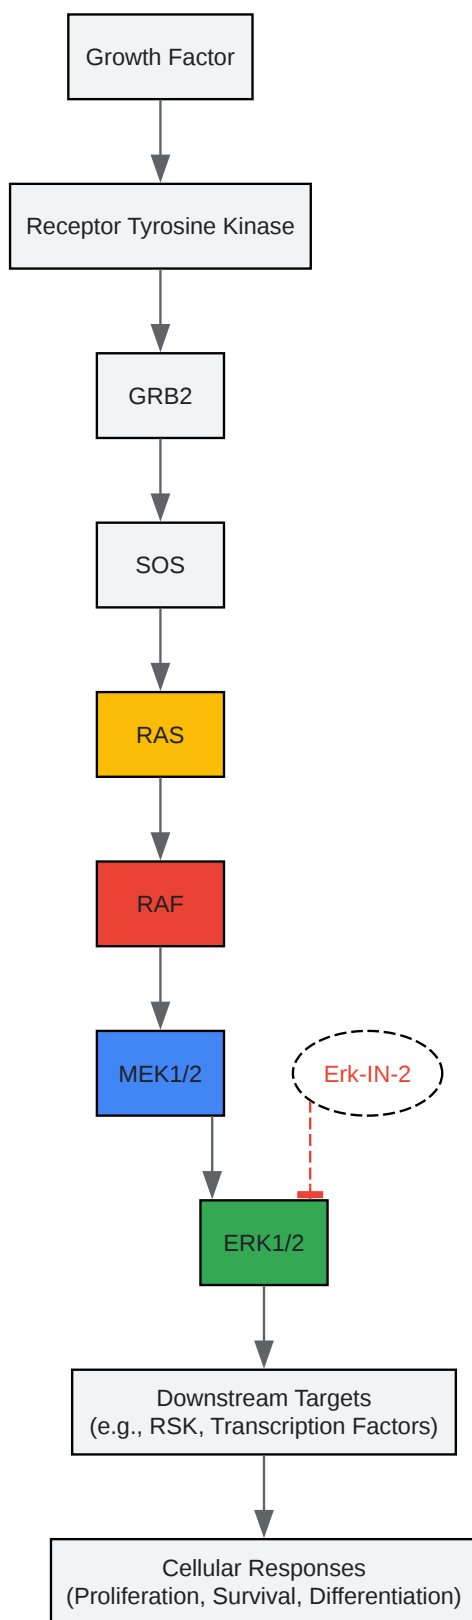 Growth Factor
Receptor Tyrosine Kinase
GRB2
SOS
RAS
RAF
MEK1/2
Erk-IN-2
ERK1/2
Downstream Targets
(e.g., RSK, Transcription Factors)
Cellular Responses
(Proliferation, Survival, Differentiation)